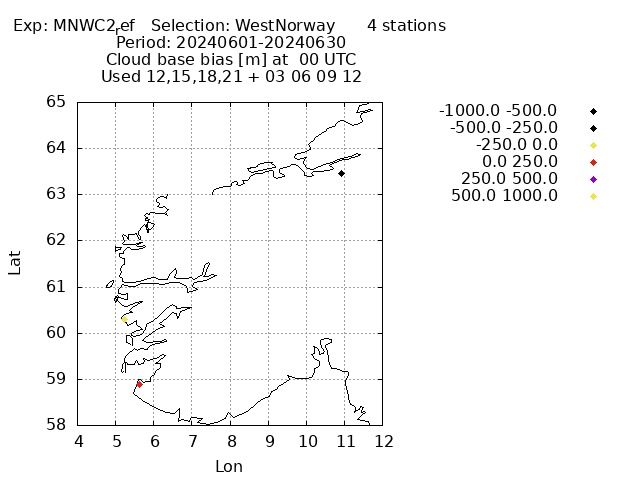 Exp: MNWC2ref   Selection: WestNorway      4 stations
Period: 20240601-20240630
Cloud base bias [m] at  00 UTC
Used 12,15,18,21 + 03 06 09 12
-1000.0 -500.0
-500.0 -250.0
-250.0 0.0
0.0 250.0
250.0 500.0
500.0 1000.0
65
64
63
62
61
60
59
58
Lat
4 5 6 7 8 9 10 11 12
Lon